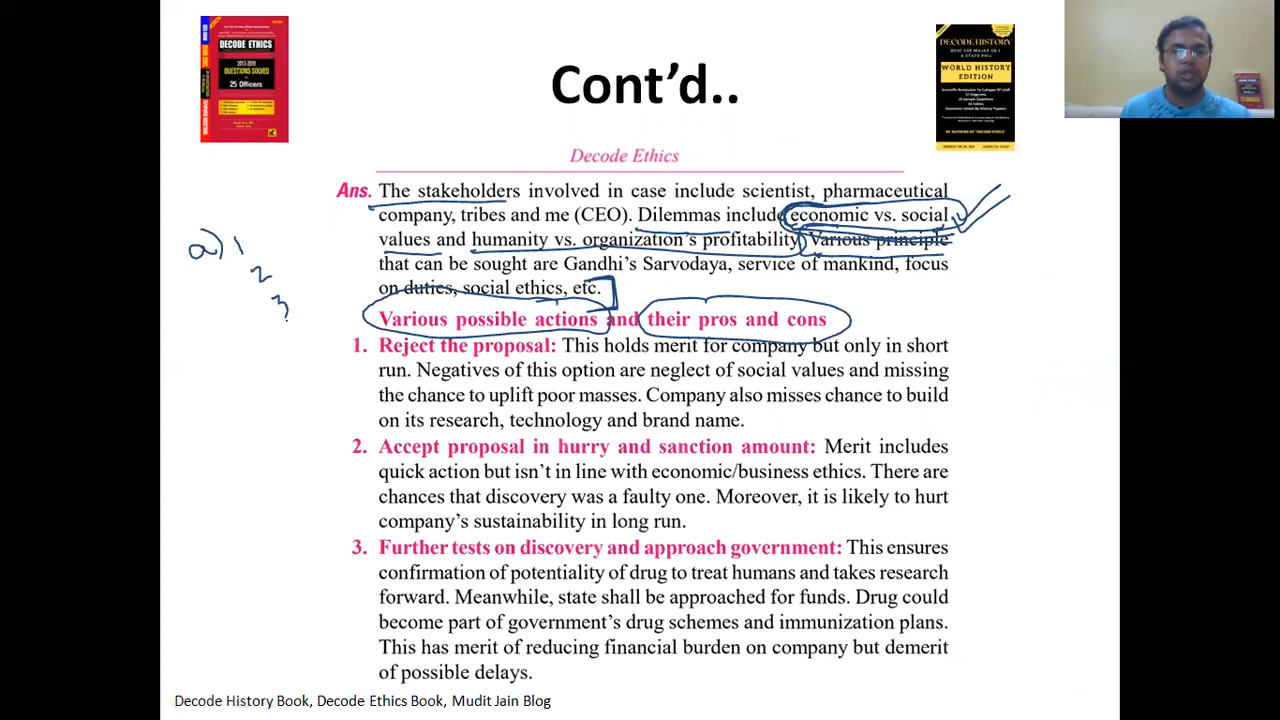 DECODE ETHICS
2013-2019
QUESTIONS SOLVED
25 Officers
DECODE HISTORY
WORLD HISTORY
EDITION
Cont'd..
Decode Ethics
Ans. The stakeholders involved in case include scientist, pharmaceutical
company, tribes and me (CEO). Dilemmas include economic vs. social
values and humanity vs. organization's profitability. Various principle
that can be sought are Gandhi's Sarvodaya, service of mankind, focus
on duties, social ethics, etc.
a) 1
2
3
Various possible actions and their pros and cons
1. Reject the proposal: This holds merit for company but only in short
run. Negatives of this option are neglect of social values and missing
the chance to uplift poor masses. Company also misses chance to build
on its research, technology and brand name.
2. Accept proposal in hurry and sanction amount: Merit includes
quick action but isn't in line with economic/business ethics. There are
chances that discovery was a faulty one. Moreover, it is likely to hurt
company's sustainability in long run.
3. Further tests on discovery and approach government: This ensures
confirmation of potentiality of drug to treat humans and takes research
forward. Meanwhile, state shall be approached for funds. Drug could
become part of government's drug schemes and immunization plans.
This has merit of reducing financial burden on company but demerit
of possible delays.
Decode History Book, Decode Ethics Book, Mudit Jain Blog